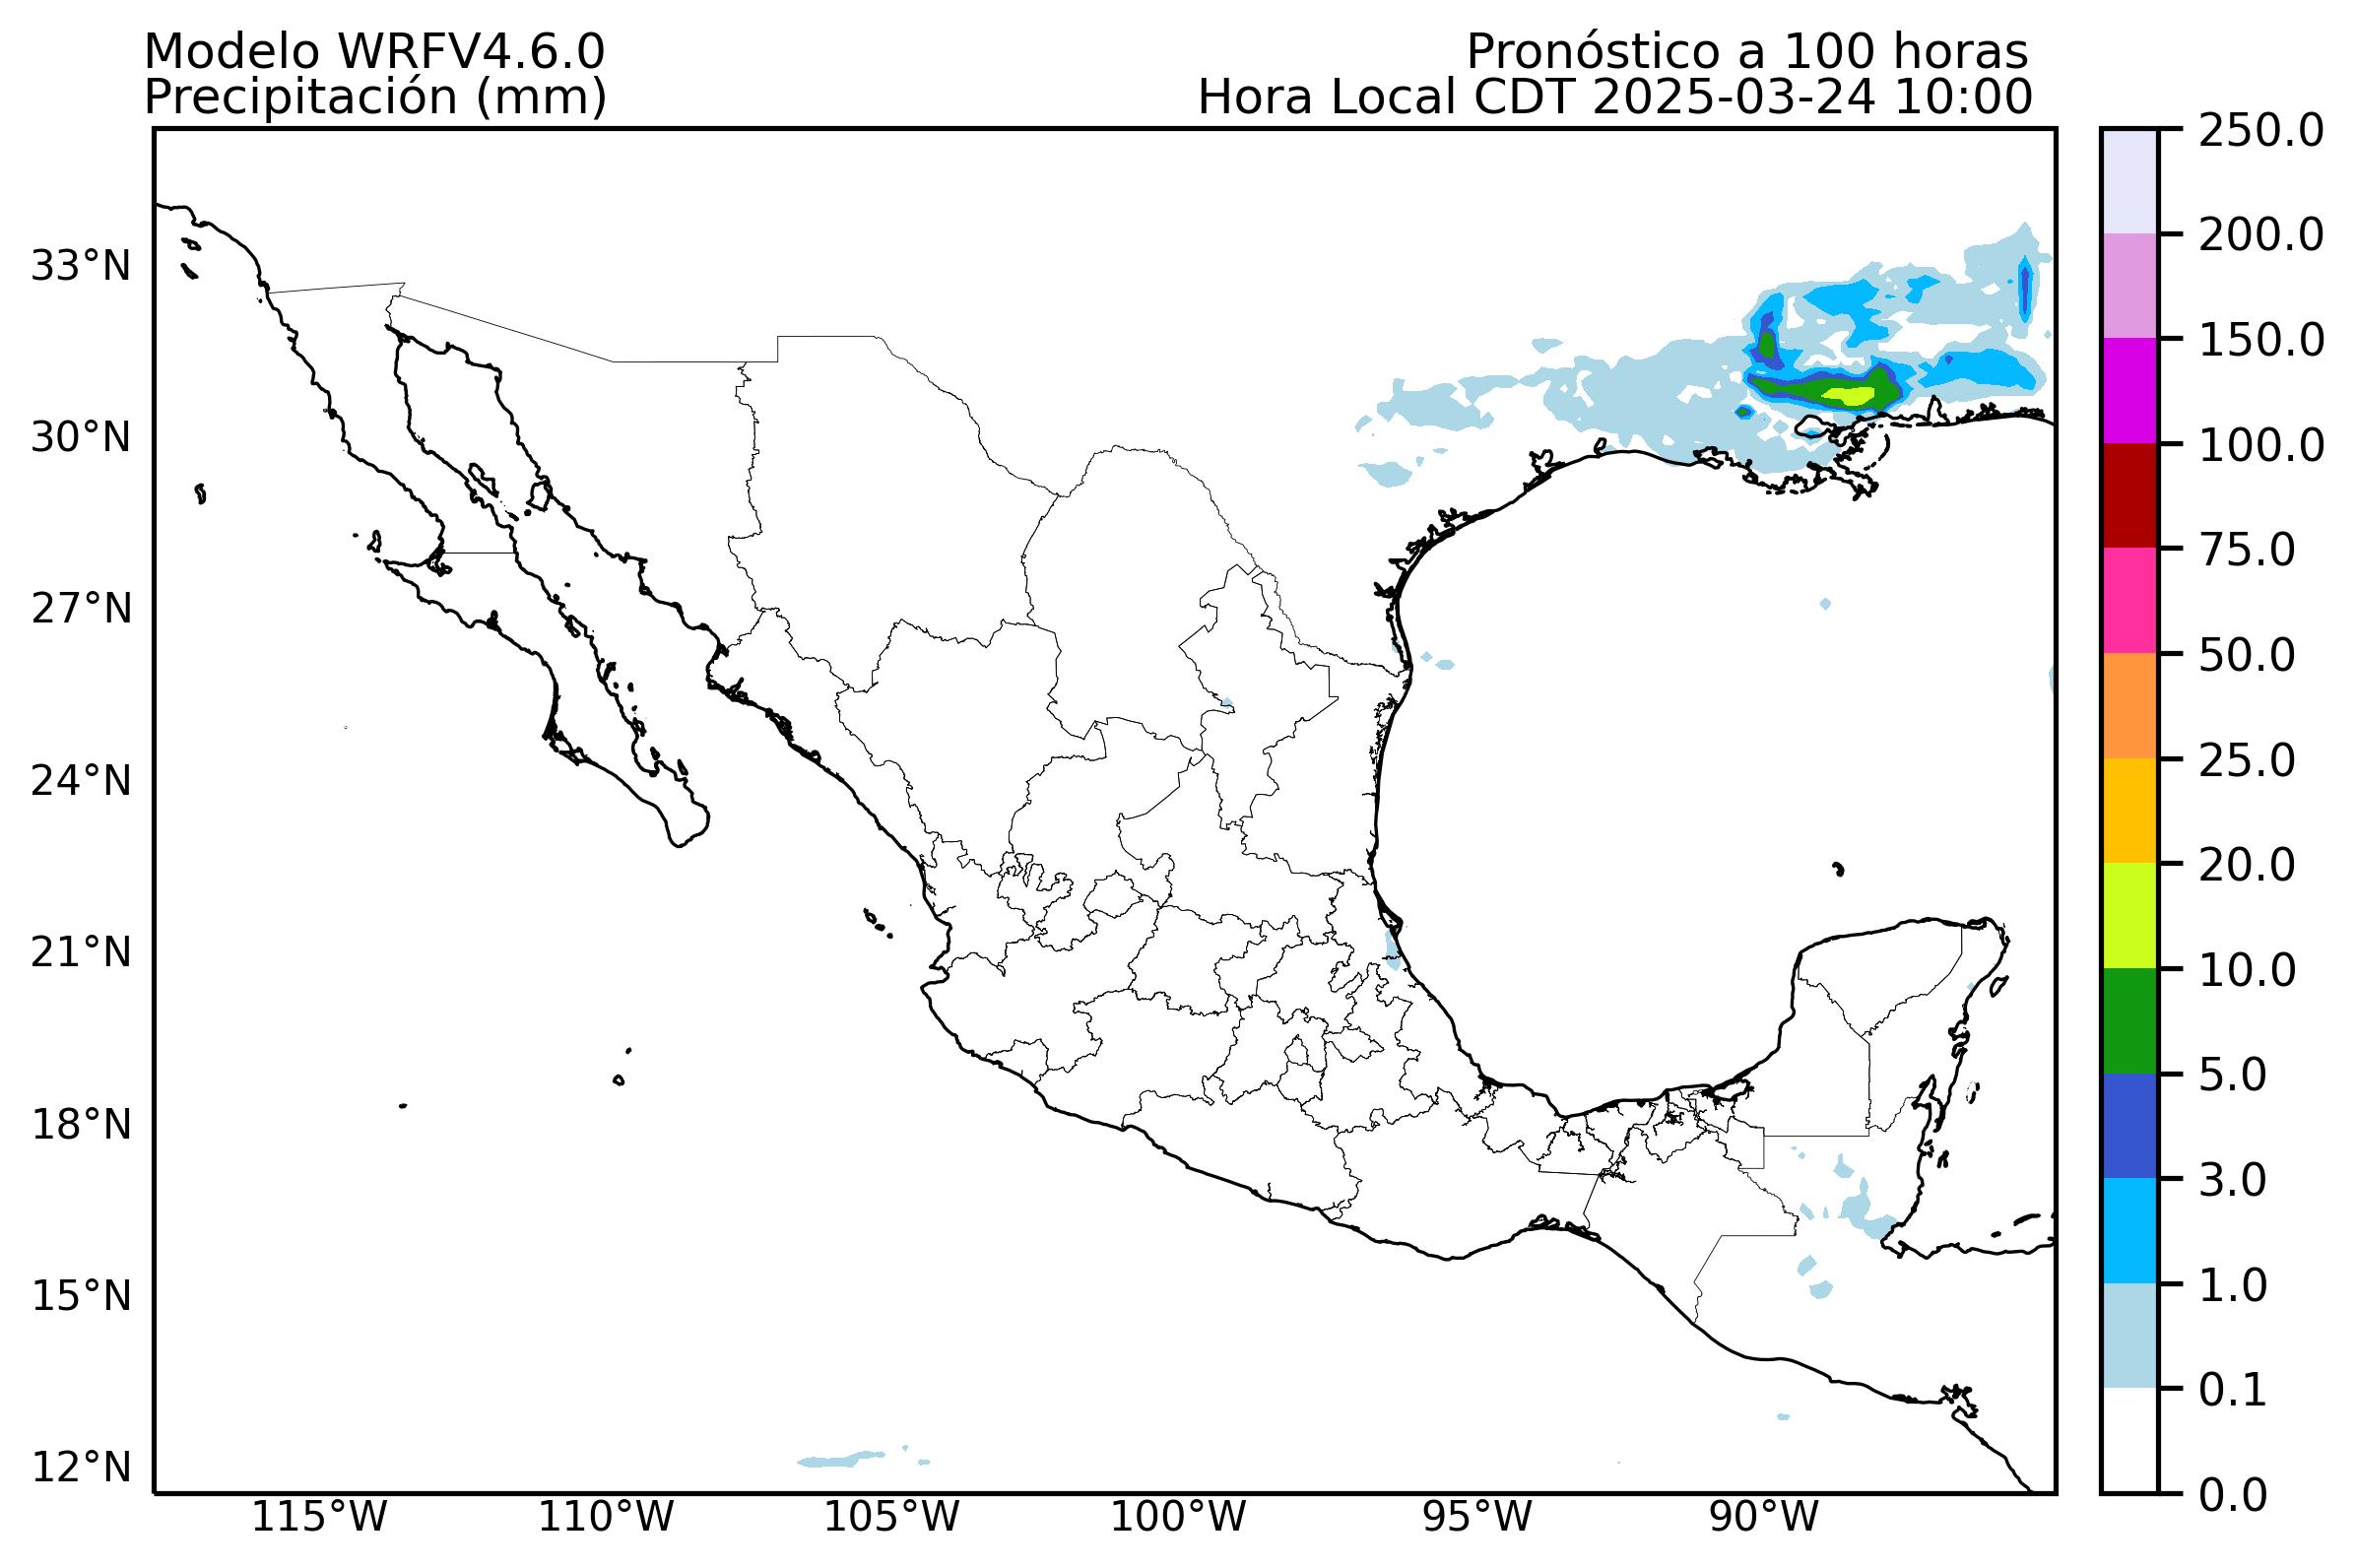 Modelo WRFV4.6.0
Precipitación (mm)
Pronóstico a 100 horas
Hora Local CDT 2025-03-24 10:00
33°N
30°N
27°N
24°N
21°N
18°N
15°N
12°N
115°W
110°W
105°W
100°W
95°W
90°W
250.0
200.0
150.0
100.0
75.0
50.0
25.0
20.0
10.0
5.0
3.0
1.0
0.1
0.0